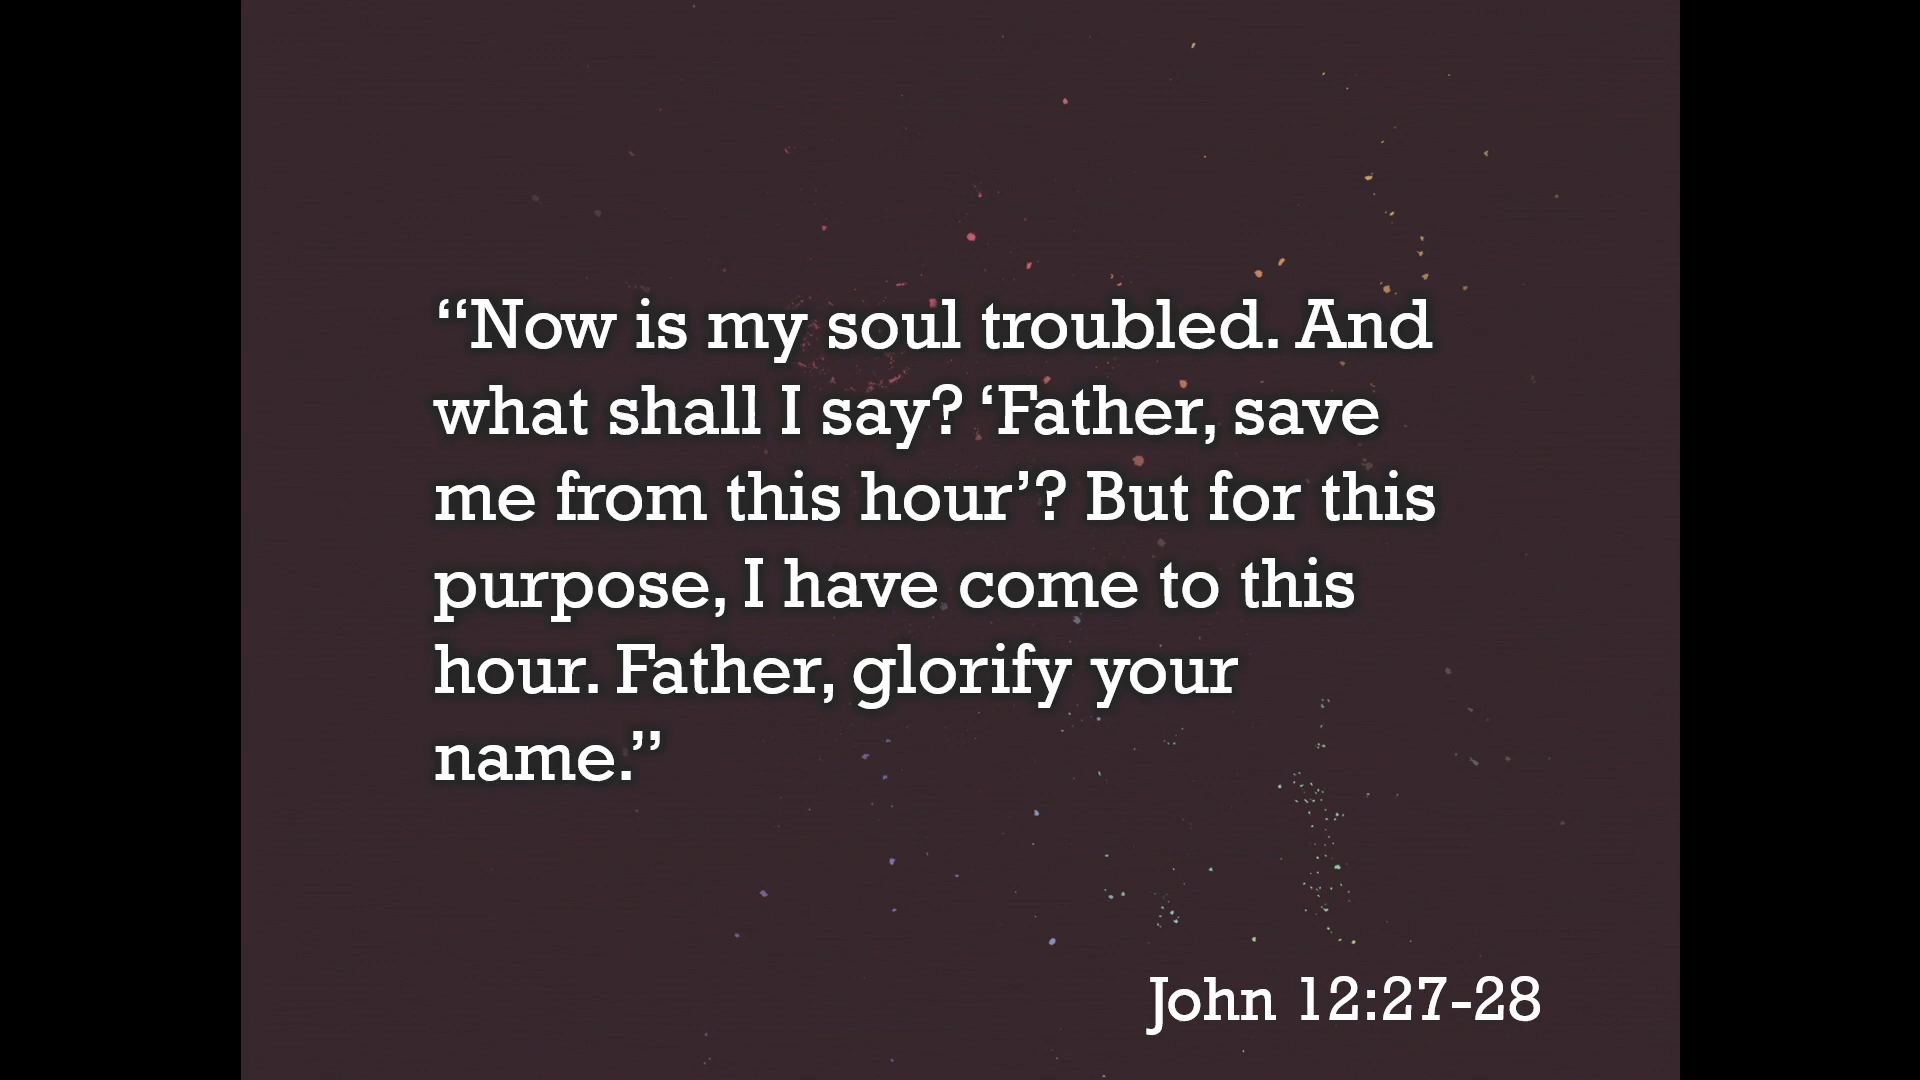 “Now is my soul troubled. And
what shall I say? ‘Father, save
me from this hour’? But for this
purpose, I have come to this
hour. Father, glorify your
name.”
John 12:27-28